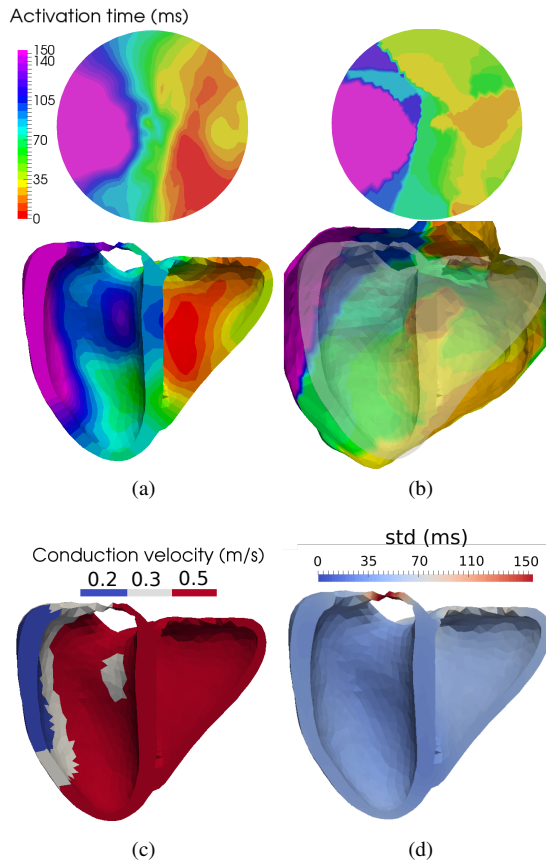 Activation time (ms)
150
140
105
70
35
0
(a)
(b)
Conduction velocity (m/s)
0.2 0.3 0.5
std (ms)
0 35 70 110 150
(c)
(d)